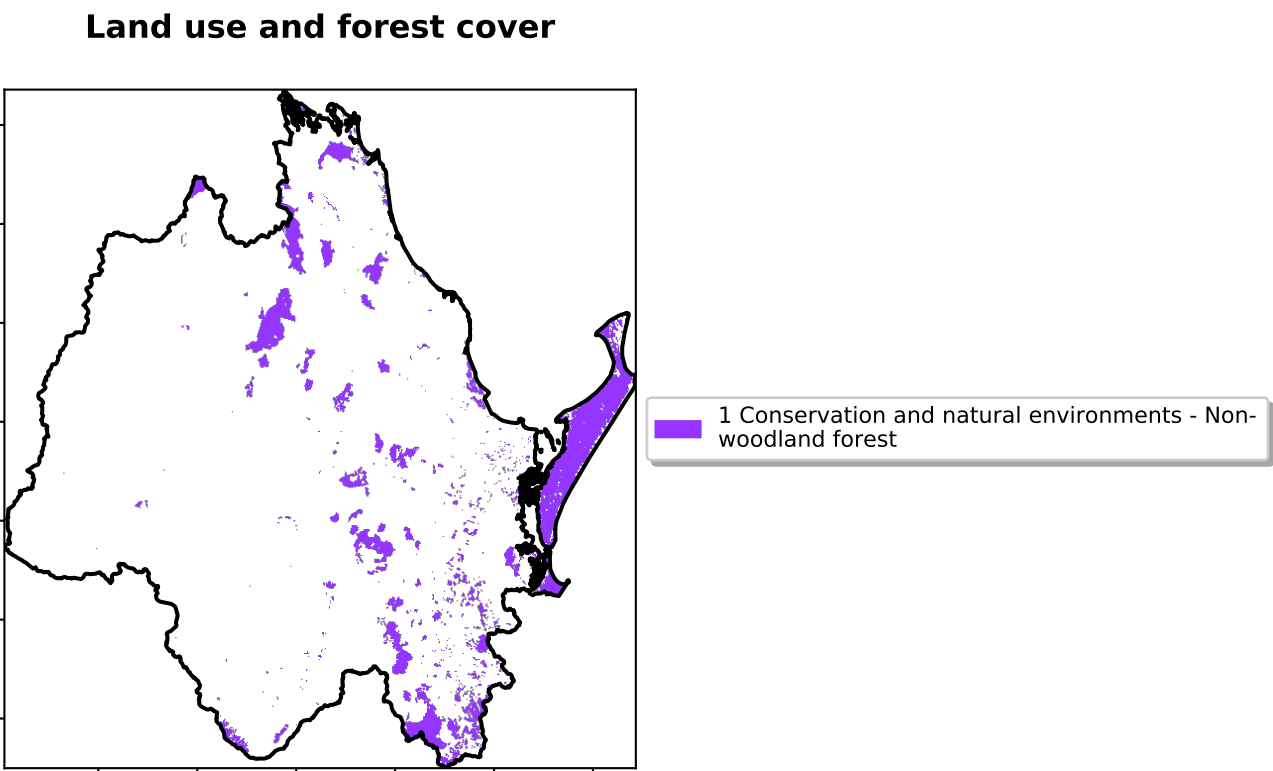 Land use and forest cover
1 Conservation and natural environments - Non-
woodland forest